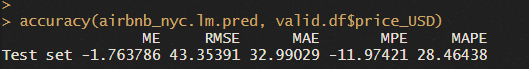 >
> accuracy(airbnb_nyc.lm.pred, valid.df$price_USD)
ME RMSE MAE MPE MAPE
Test set -1.763786 43.35391 32.99029 -11.97421 28.46438